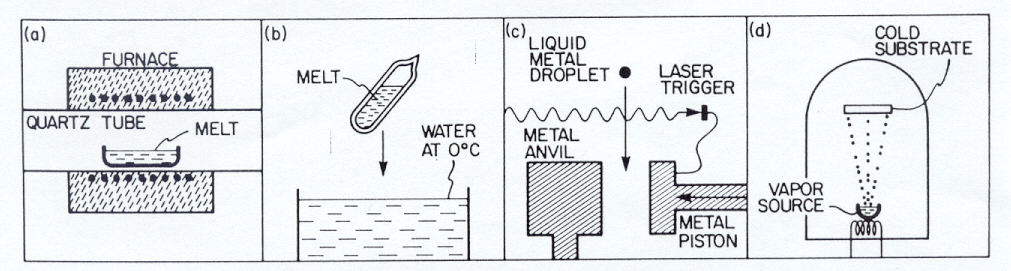 (a)
FURNACE
QUARTZ TUBE
MELT
(b)
MELT
WATER
AT 0°C
(c)
LIQUID
METAL
DROPLET
LASER
TRIGGER
METAL
ANVIL
METAL
PISTON
(d)
COLD
SUBSTRATE
VAPOR
SOURCE